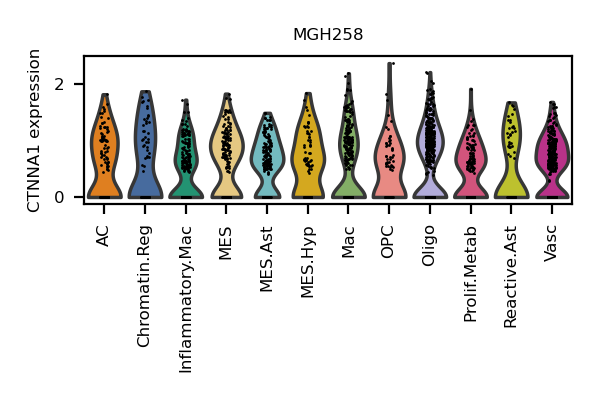 MGH258
CTNNA1 expression
2
0
AC
Chromatin.Reg
Inflammatory.Mac
MES
MES.Ast
MES.Hyp
Mac
OPC
Oligo
Prolif.Metab
Reactive.Ast
Vasc